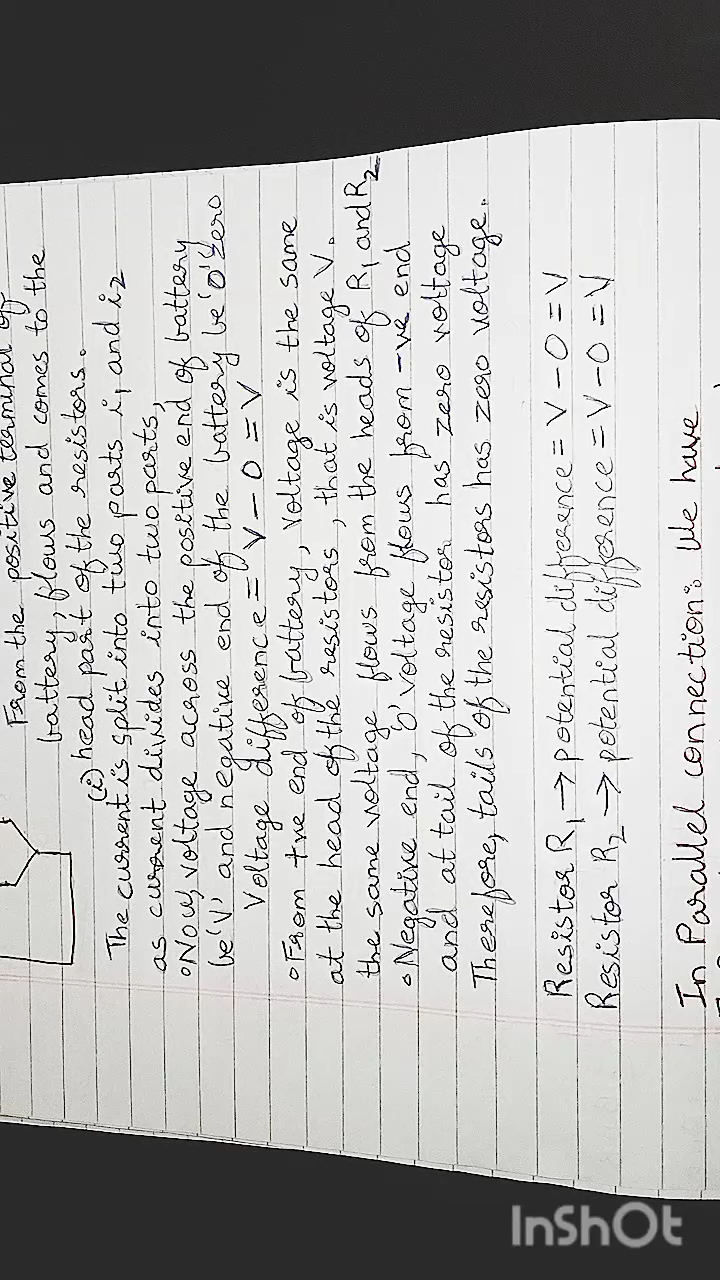 From the positive terminal of
battery, flows and comes to the
(i) head part of the resistors.
The current is split into two parts i₁ and i₂
as current divides into two parts,
• Now, voltage across the positive end of battery
be 'V' and negative end of the battery be '0' Zero
Voltage difference = V - 0 = V
• From +ve end of battery, voltage is the same
at the head of the resistors, that is voltage V.
the same voltage flows from the heads of R₁ and R₂
• Negative end, '0' voltage flows from -ve end
and at tail of the resistor has zero voltage
Therefore, tails of the resistors has zero voltage.
Resistor R₁ → potential difference = V - 0 = V
Resistor R₂ → potential difference = V - 0 = V
In Parallel connection: We have
InShOt